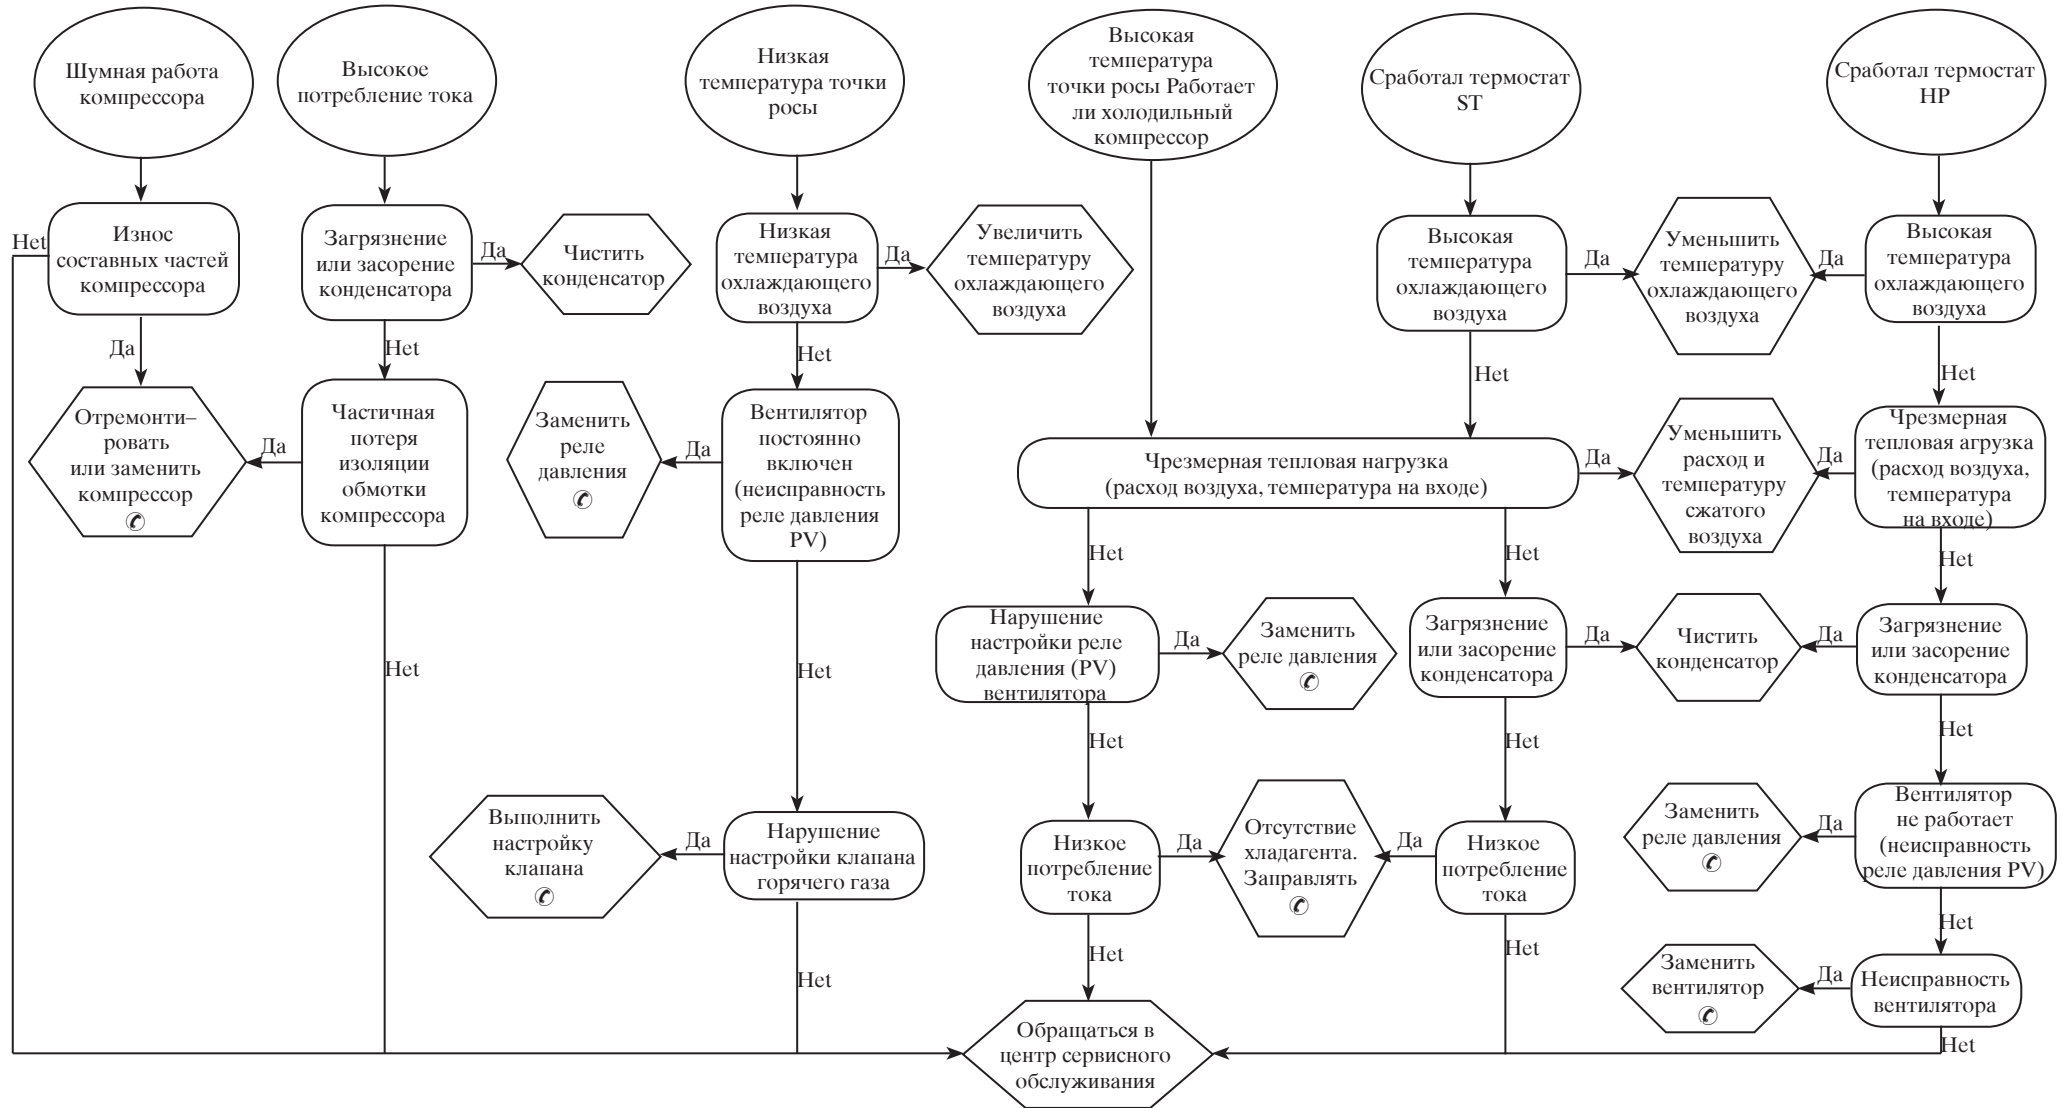 Шумная работа
компрессора
Высокое
потребление тока
Низкая
температура точки
росы
Высокая
температура
точки росы Работает
ли холодильный
компрессор
Сработал термостат
ST
Сработал термостат
HP
Нет
Износ
составных частей
компрессора
Загрязнение
или засорение
конденсатора
Да
Чистить
конденсатор
Низкая
температура
охлаждающего
воздуха
Да
Увеличить
температуру
охлаждающего
воздуха
Высокая
температура
охлаждающего
воздуха
Да
Уменьшить
температуру
охлаждающего
воздуха
Да
Высокая
температура
охлаждающего
воздуха
Да
Нет
Нет
Нет
Нет
Отремонти–
ровать
или заменить
компрессор
Да
Частичная
потеря
изоляции
обмотки
компрессора
Заменить
реле
давления
Да
Вентилятор
постоянно
включен
(неисправность
реле давления
PV)
Чрезмерная тепловая нагрузка
(расход воздуха, температура на входе)
Да
Уменьшить
расход и
температуру
сжатого
воздуха
Да
Чрезмерная
тепловая агрузка
(расход воздуха,
температура
на входе)
Нет
Нет
Нет
Нет
Нет
Нарушение
настройки реле
давления (PV)
вентилятора
Да
Заменить
реле давления
Загрязнение
или засорение
конденсатора
Да
Чистить
конденсатор
Да
Загрязнение
или засорение
конденсатора
Нет
Нет
Нет
Выполнить
настройку
клапана
Да
Нарушение
настройки клапана
горячего газа
Низкое
потребление
тока
Да
Отсутствие
хладагента.
Заправлять
Да
Низкое
потребление
тока
Заменить
реле давления
Да
Вентилятор
не работает
(неисправность
реле давления PV)
Нет
Нет
Нет
Нет
Заменить
вентилятор
Да
Неисправность
вентилятора
Нет
Обращаться в
центр сервисного
обслуживания